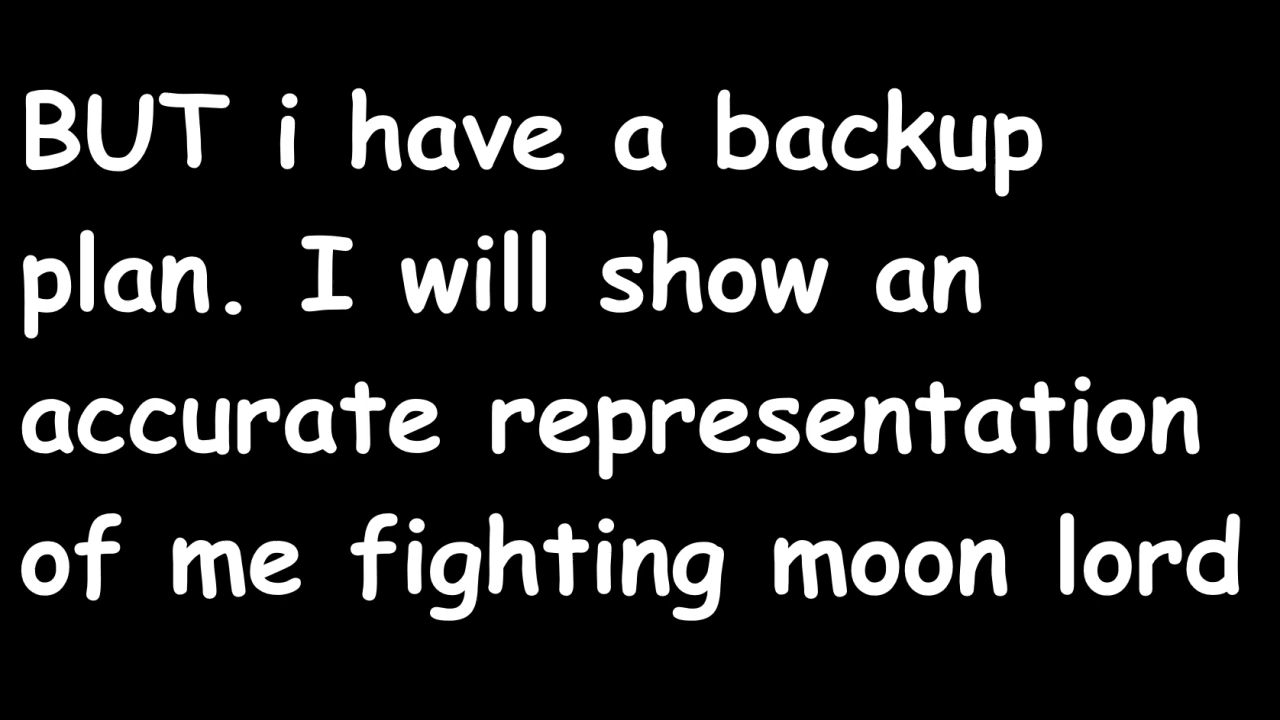 BUT i have a backup
plan. I will show an
accurate representation
of me fighting moon lord